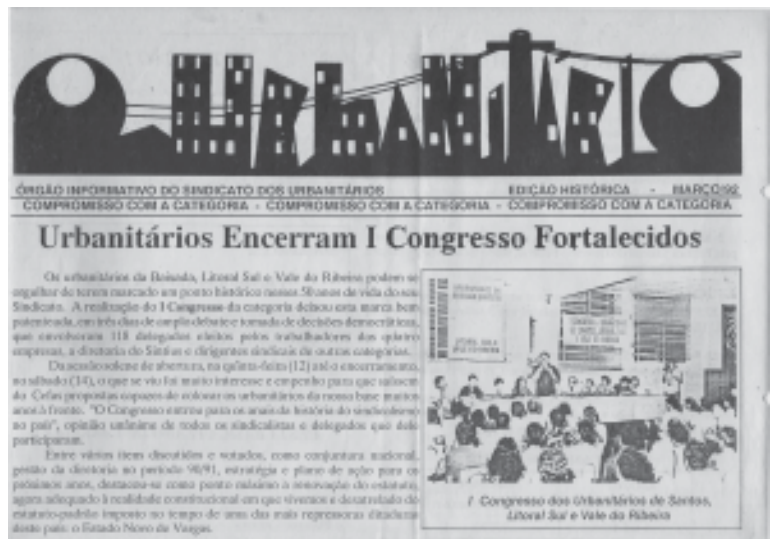 O URBANITÁRIO
ÓRGÃO INFORMATIVO DO SINDICATO DOS URBANITÁRIOS EDIÇÃO HISTÓRICA - MARÇO/92
COMPROMISSO COM A CATEGORIA - COMPROMISSO COM A CATEGORIA - COMPROMISSO COM A CATEGORIA
Urbanitários Encerram I Congresso Fortalecidos
Os urbanitários da Baixada, Litoral Sul e Vale do Ribeira podem se
orgulhar de terem marcado um ponto histórico nesses 50 anos de vida do seu
Sindicato. A realização do I Congresso da categoria deixou esta marca bem
patenteada, em três dias de amplo debate e tomada de decisões democráticas,
que envolveram 118 delegados eleitos pelos trabalhadores das quatro
empresas, a diretoria do Sintius e dirigentes sindicais de outras categorias.
Da sessão solene de abertura, na quinta-feira (12) até o encerramento,
no sábado (14), o que se viu foi muito interesse e empenho para que saíssem
do Cefas propostas capazes de colocar os urbanitários da nossa base muitos
anos à frente. "O Congresso entrou para os anais da história do sindicalismo
no país", opinião unânime de todos os sindicalistas e delegados que dele
participaram.
Entre vários itens discutidos e votados, como conjuntura nacional,
gestão da diretoria no período 90/91, estratégia e plano de ação para os
próximos anos, destacou-se como ponto máximo a renovação do estatuto,
agora adequado à realidade constitucional em que vivemos e desatrelado do
estatuto-padrão imposto no tempo de uma das mais repressoras ditaduras
deste país: o Estado Novo de Vargas.
I Congresso dos Urbanitários de Santos,
Litoral Sul e Vale do Ribeira